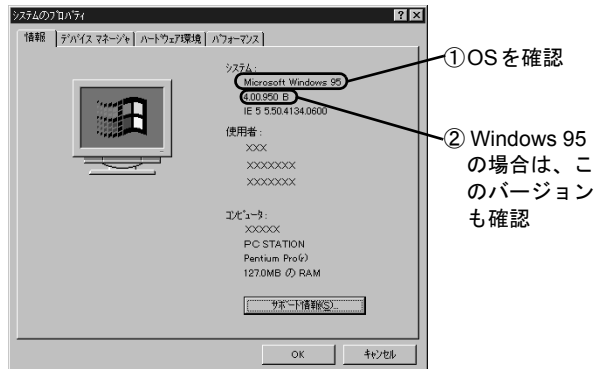 システムのプロパティ
情報
デバイス マネージャ
ハードウェア環境
パフォーマンス
システム:
Microsoft Windows 95
4.00.950 B
IE 5 5.50.4134.0600
使用者:
XXX
XXXXXXX
XXXXXXX
コンピュータ:
XXXXX
PC STATION
Pentium Pro(r)
127.0MB の RAM
サポート情報(S)...
OK
キャンセル
①OSを確認
② Windows 95
の場合は、こ
のバージョン
も確認